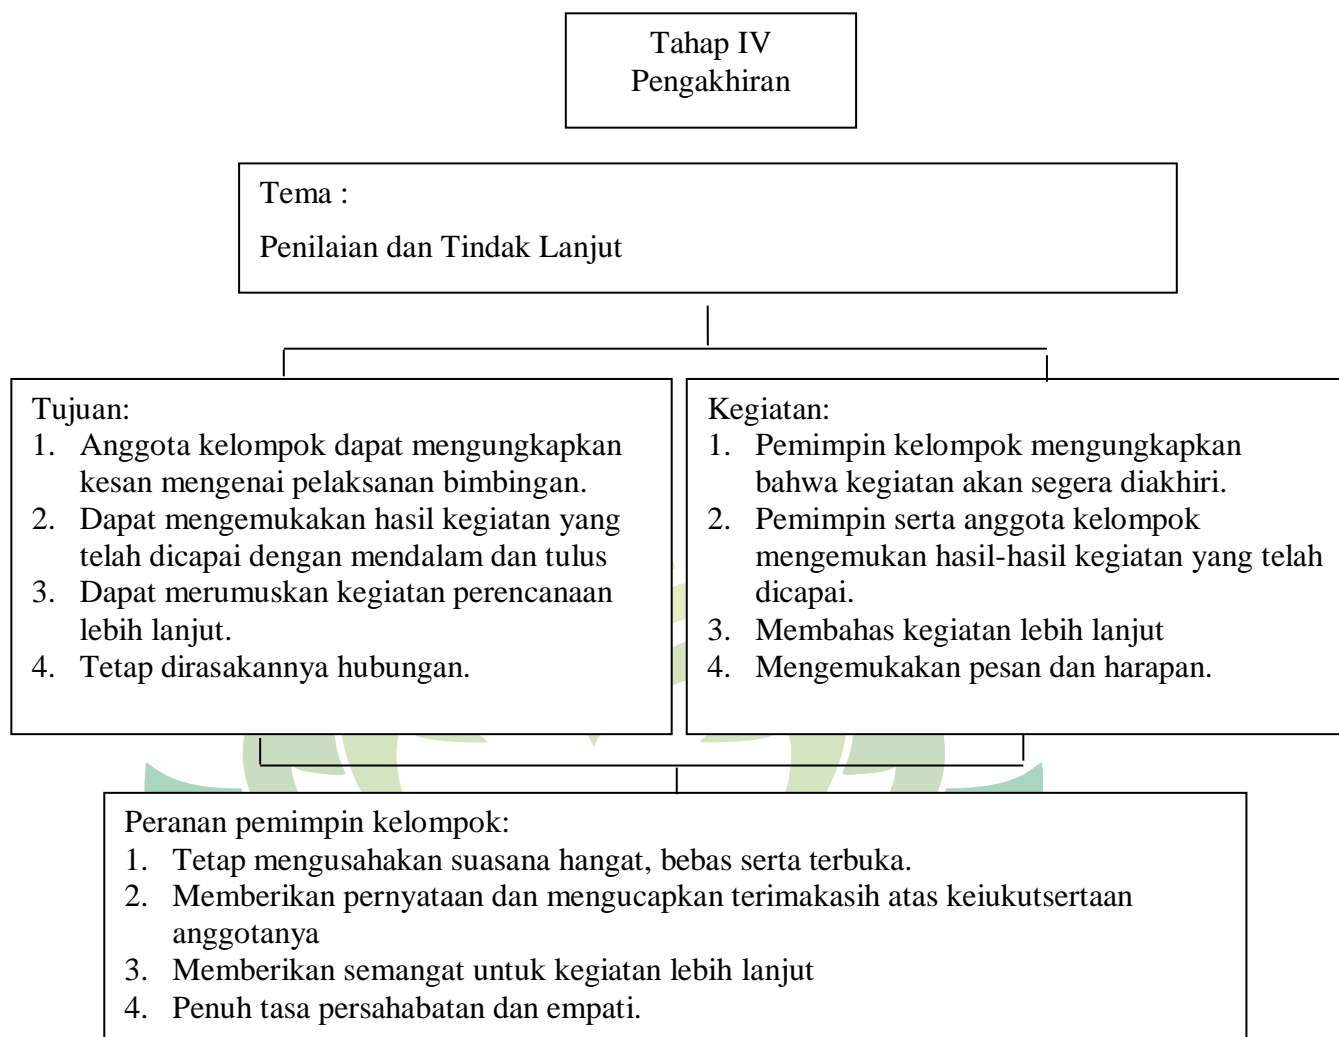 Tahap IV
Pengakhiran
Tema :
Penilaian dan Tindak Lanjut
Tujuan:
1. Anggota kelompok dapat mengungkapkan
kesan mengenai pelaksanan bimbingan.
2. Dapat mengemukakan hasil kegiatan yang
telah dicapai dengan mendalam dan tulus
3. Dapat merumuskan kegiatan perencanaan
lebih lanjut.
4. Tetap dirasakannya hubungan.
Kegiatan:
1. Pemimpin kelompok mengungkapkan
bahwa kegiatan akan segera diakhiri.
2. Pemimpin serta anggota kelompok
mengemukan hasil-hasil kegiatan yang telah
dicapai.
3. Membahas kegiatan lebih lanjut
4. Mengemukakan pesan dan harapan.
Peranan pemimpin kelompok:
1. Tetap mengusahakan suasana hangat, bebas serta terbuka.
2. Memberikan pernyataan dan mengucapkan terimakasih atas keiukutsertaan
anggotanya
3. Memberikan semangat untuk kegiatan lebih lanjut
4. Penuh tasa persahabatan dan empati.